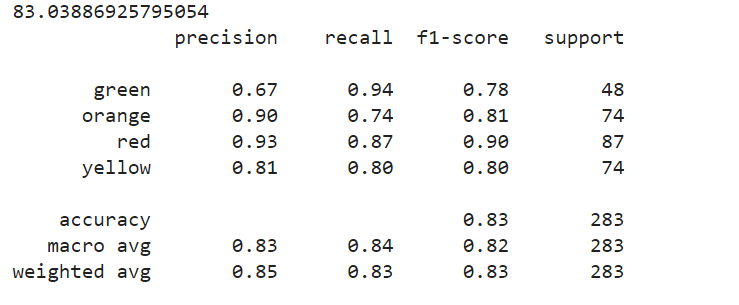 83.03886925795054
precision recall f1-score support
green 0.67 0.94 0.78 48
orange 0.90 0.74 0.81 74
red 0.93 0.87 0.90 87
yellow 0.81 0.80 0.80 74
accuracy 0.83 283
macro avg 0.83 0.84 0.82 283
weighted avg 0.85 0.83 0.83 283